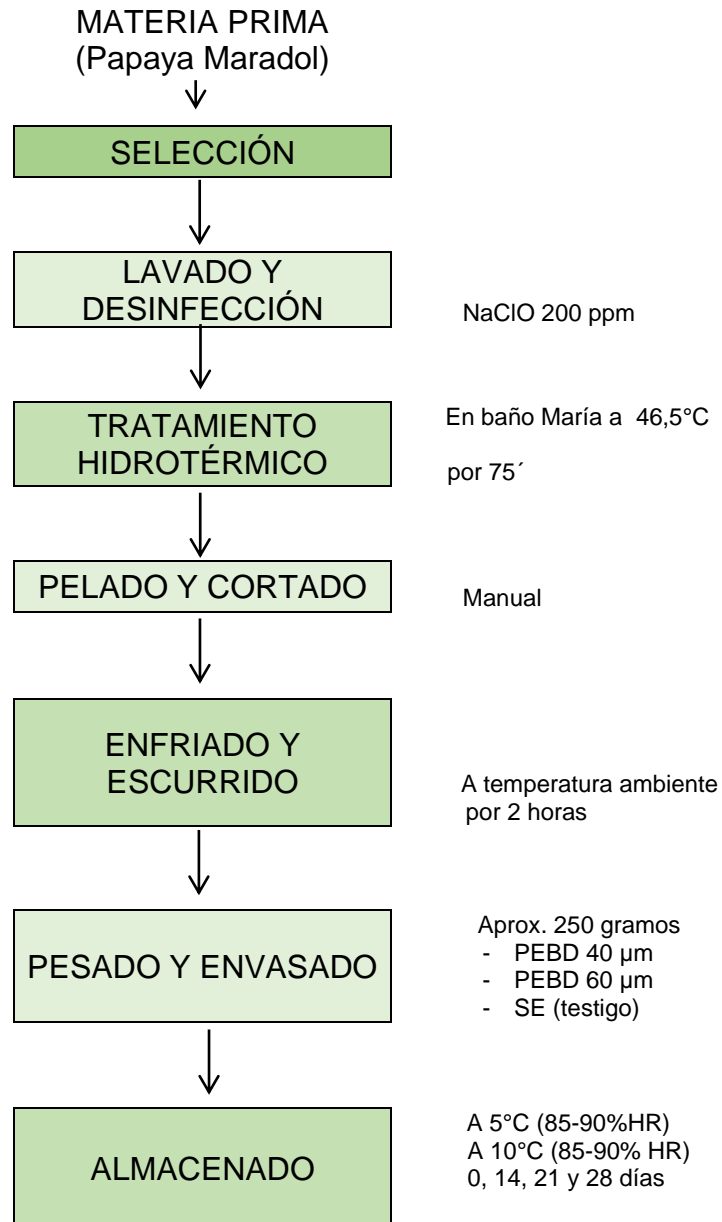 MATERIA PRIMA
(Papaya Maradol)
SELECCIÓN
LAVADO Y
DESINFECCIÓN
NaClO 200 ppm
TRATAMIENTO
HIDROTÉRMICO
En baño María a 46,5°C
por 75´
PELADO Y CORTADO
Manual
ENFRIADO Y
ESCURRIDO
A temperatura ambiente
por 2 horas
PESADO Y ENVASADO
Aprox. 250 gramos
- PEBD 40 µm
- PEBD 60 µm
- SE (testigo)
ALMACENADO
A 5°C (85-90%HR)
A 10°C (85-90% HR)
0, 14, 21 y 28 días